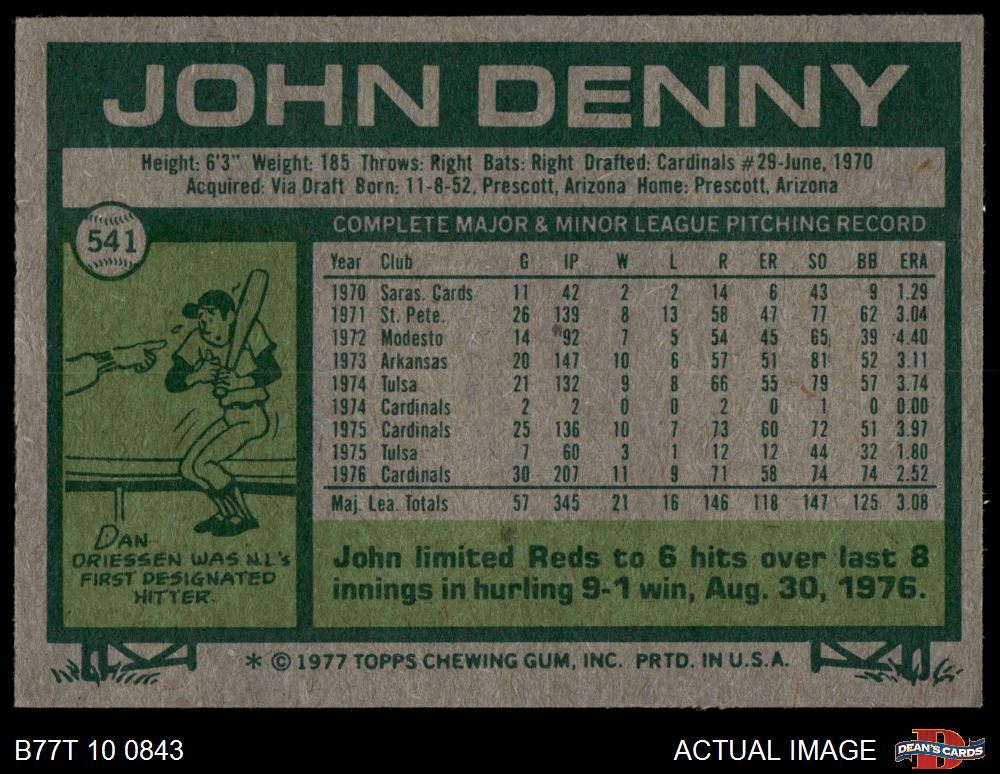 JOHN DENNY
Height: 6'3" Weight: 185 Throws: Right Bats: Right Drafted: Cardinals #29-June, 1970
Acquired: Via Draft Born: 11-8-52, Prescott, Arizona Home: Prescott, Arizona
541
COMPLETE MAJOR & MINOR LEAGUE PITCHING RECORD
Year Club G IP W L R ER SO BB ERA
1970 Saras. Cards 11 42 2 2 14 6 43 9 1.29
1971 St. Pete. 26 139 8 13 58 47 77 62 3.04
1972 Modesto 14 92 7 5 54 45 65 39 4.40
1973 Arkansas 20 147 10 6 57 51 81 52 3.11
1974 Tulsa 21 132 9 8 66 55 79 57 3.74
1974 Cardinals 2 2 0 0 2 0 1 0 0.00
1975 Cardinals 25 136 10 7 73 60 72 51 3.97
1975 Tulsa 7 60 3 1 12 12 44 32 1.80
1976 Cardinals 30 207 11 9 71 58 74 74 2.52
Maj. Lea. Totals 57 345 21 16 146 118 147 125 3.08
DAN
DRIESSEN WAS N.L.'S
FIRST DESIGNATED
HITTER.
John limited Reds to 6 hits over last 8
innings in hurling 9-1 win, Aug. 30, 1976.
* © 1977 TOPPS CHEWING GUM, INC. PRTD. IN U.S.A.
B77T 10 0843
ACTUAL IMAGE
D
DEAN'S CARDS